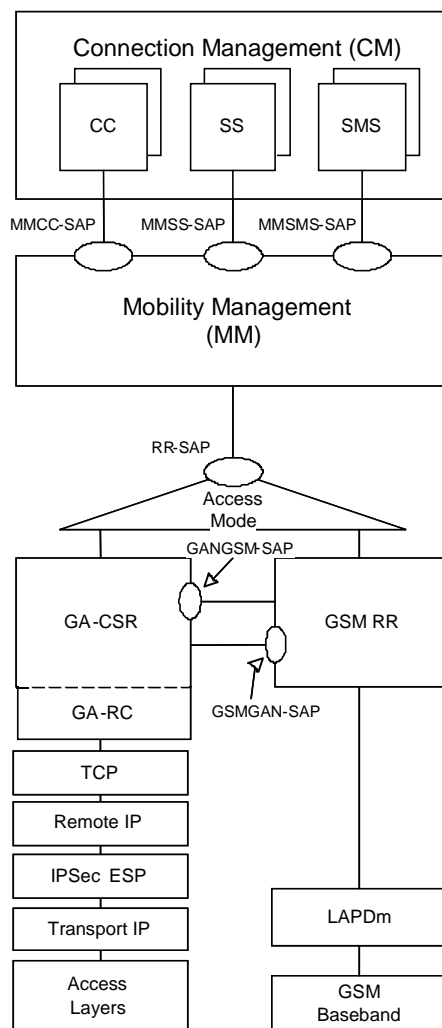 Connection Management (CM)
CC
SS
SMS
MMCC-SAP
MMSS-SAP
MMSMS-SAP
Mobility Management
(MM)
RR-SAP
Access
Mode
GANGSM-SAP
GA-CSR
GSM RR
GA-RC
GSMGAN-SAP
TCP
Remote IP
IPSec ESP
Transport IP
LAPDm
Access
Layers
GSM
Baseband